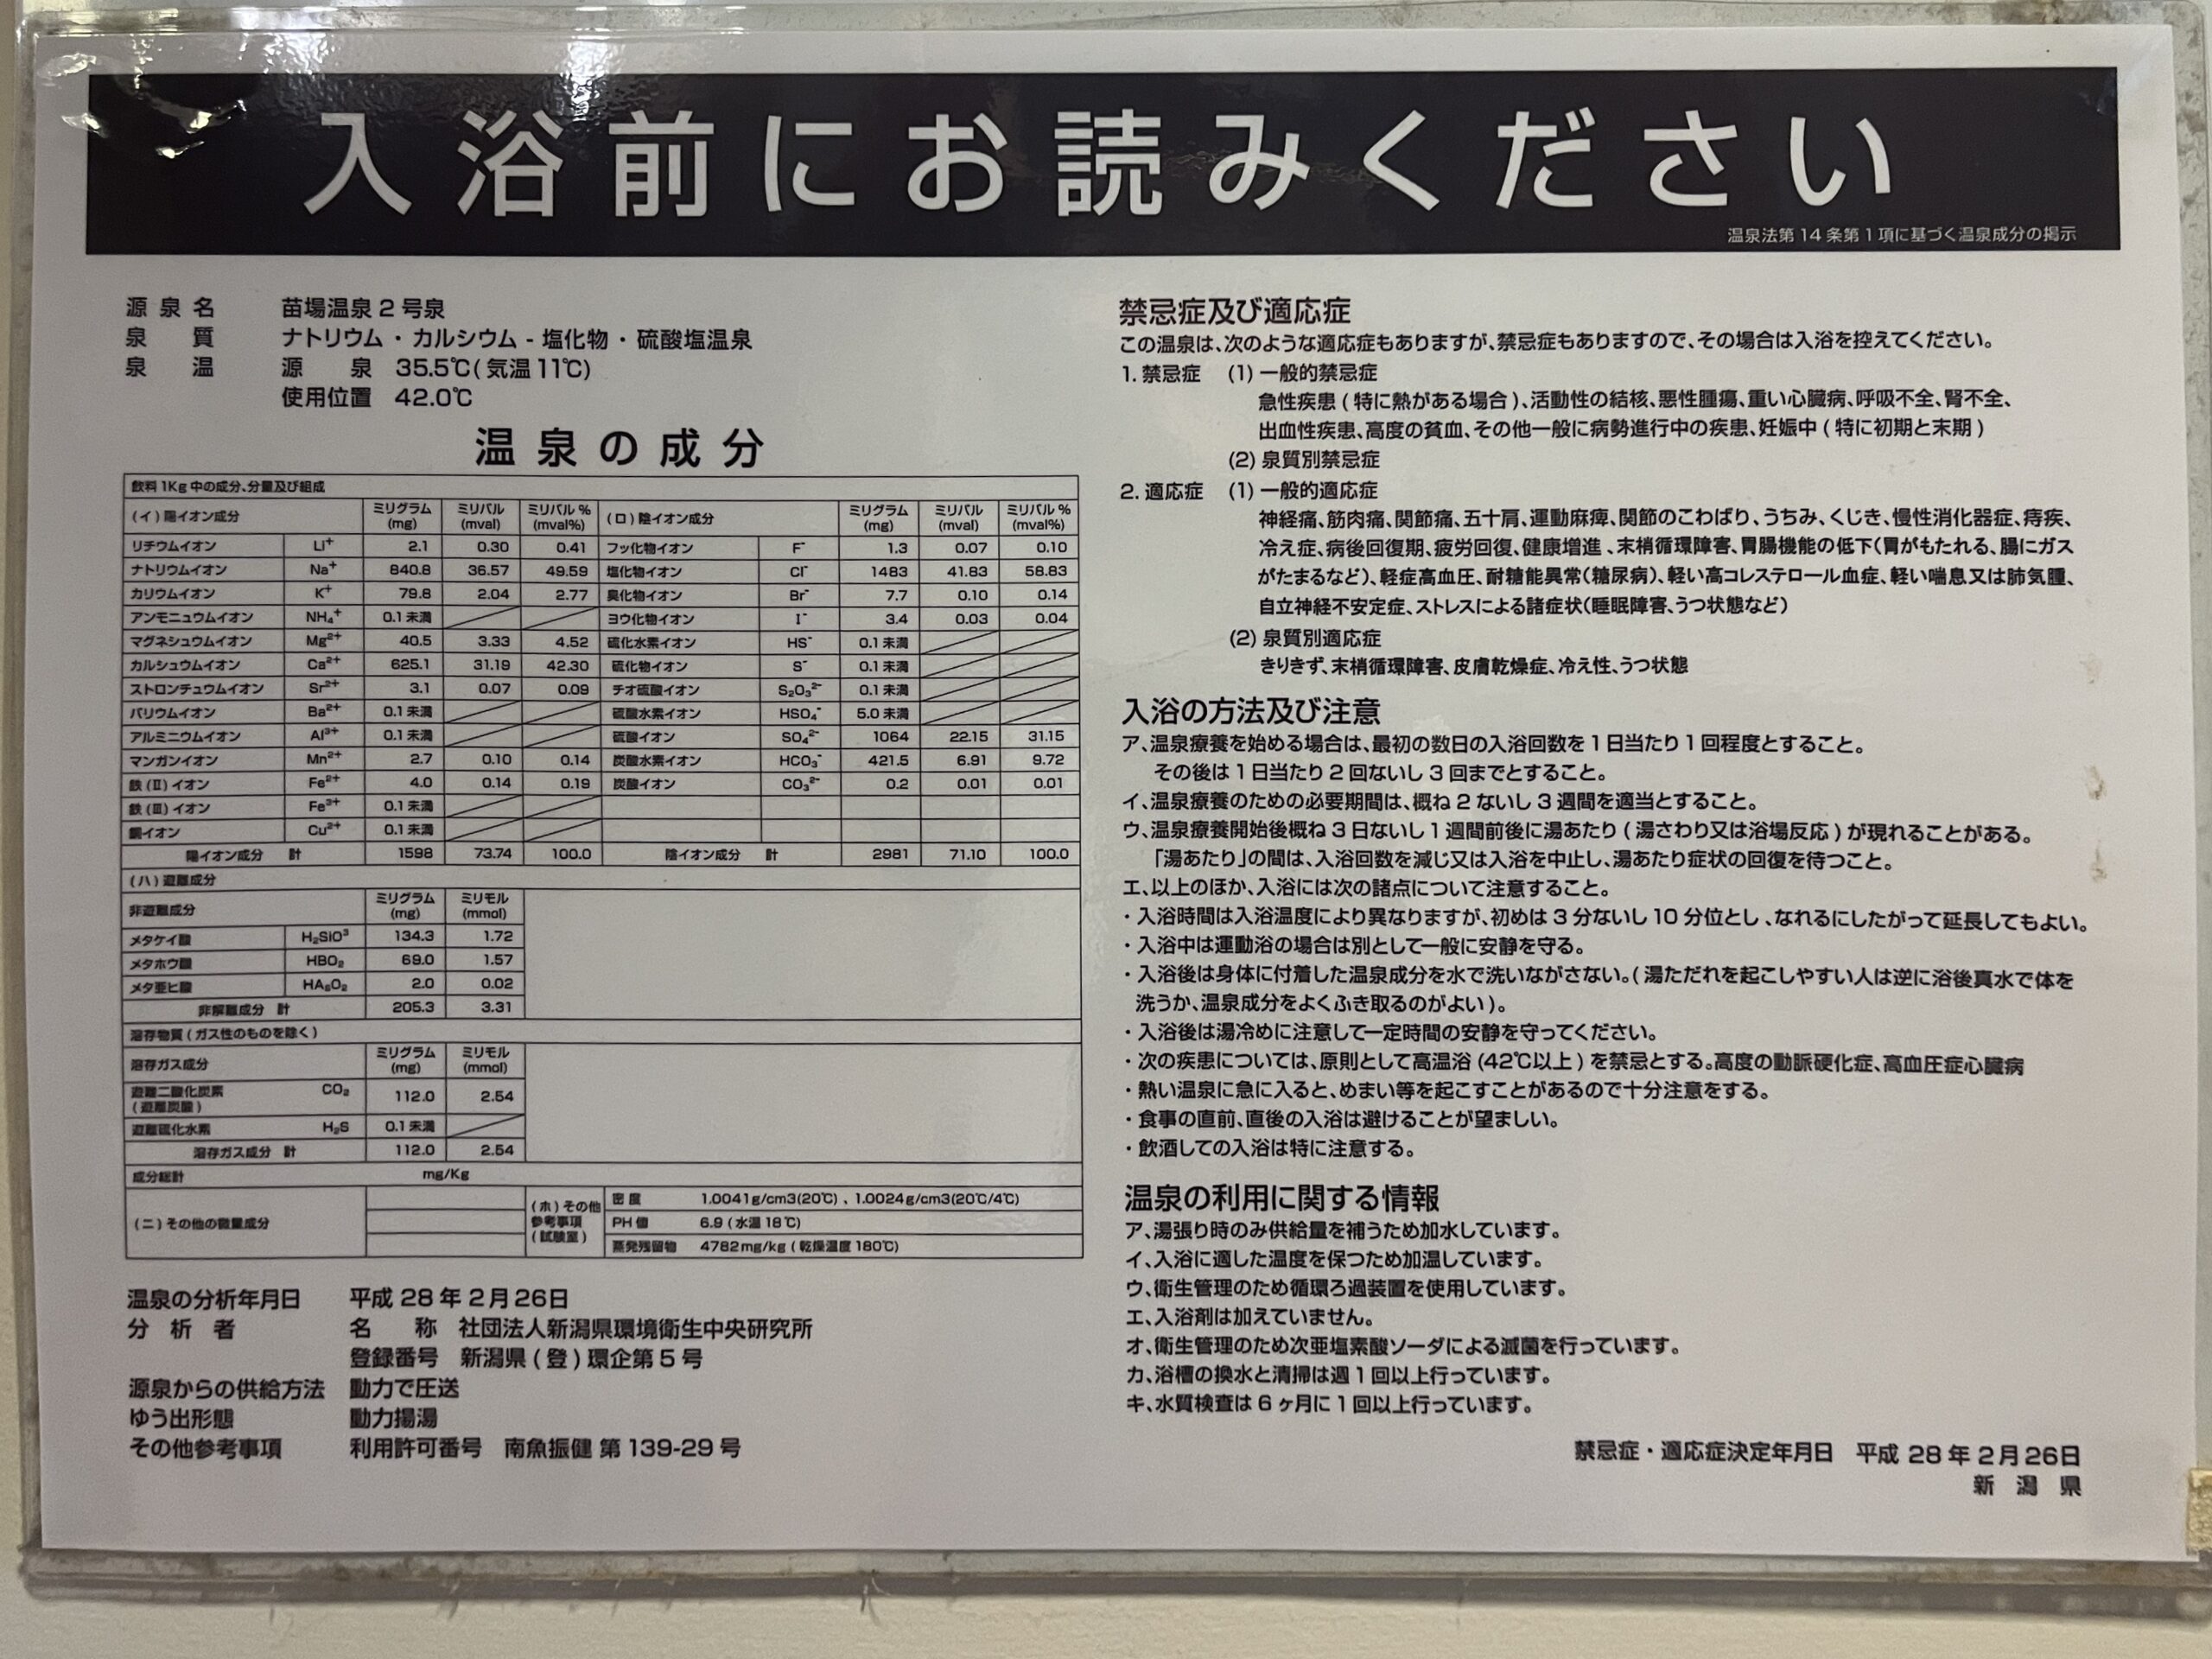 入浴前にお読みください
温泉法第14条第1項に基づく温泉成分の掲示
源泉名 苗場温泉2号泉
泉質 ナトリウム・カルシウム-塩化物・硫酸塩温泉
泉温 源泉 35.5℃(気温11℃)
使用位置 42.0℃
温泉の成分
飲料1Kg中の成分、分量及び組成
(イ)陽イオン成分 ミリグラム(mg) ミリバル(mval) ミリバル%(mval%) (ロ)陰イオン成分 ミリグラム(mg) ミリバル(mval) ミリバル%(mval%)
リチウムイオン Li⁺ 2.1 0.30 0.41 フッ化物イオン F⁻ 1.3 0.07 0.10
ナトリウムイオン Na⁺ 840.8 36.57 49.59 塩化物イオン Cl⁻ 1483 41.83 58.83
カリウムイオン K⁺ 79.8 2.04 2.77 臭化物イオン Br⁻ 7.7 0.10 0.14
アンモニュウムイオン NH₄⁺ 0.1未満 ヨウ化物イオン I⁻ 3.4 0.03 0.04
マグネシュウムイオン Mg²⁺ 40.5 3.33 4.52 硫化水素イオン HS⁻ 0.1未満
カルシュウムイオン Ca²⁺ 625.1 31.19 42.30 硫化物イオン S⁻ 0.1未満
ストロンチュウムイオン Sr²⁺ 3.1 0.07 0.09 チオ硫酸イオン S₂O₃²⁻ 0.1未満
バリウムイオン Ba²⁺ 0.1未満 硫酸水素イオン HSO₄⁻ 5.0未満
アルミニウムイオン Al³⁺ 0.1未満 硫酸イオン SO₄²⁻ 1064 22.15 31.15
マンガンイオン Mn²⁺ 2.7 0.10 0.14 炭酸水素イオン HCO₃⁻ 421.5 6.91 9.72
鉄(Ⅱ)イオン Fe²⁺ 4.0 0.14 0.19 炭酸イオン CO₃²⁻ 0.2 0.01 0.01
鉄(Ⅲ)イオン Fe³⁺ 0.1未満
銅イオン Cu²⁺ 0.1未満
陽イオン成分 計 1598 73.74 100.0 陰イオン成分 計 2981 71.10 100.0
(ハ)遊離成分
非遊離成分 ミリグラム(mg) ミリモル(mmol)
メタケイ酸 H₂SiO³ 134.3 1.72
メタホウ酸 HBO₂ 69.0 1.57
メタ亜ヒ酸 HAsO₂ 2.0 0.02
非解離成分 計 205.3 3.31
溶存物質(ガス性のものを除く)
溶存ガス成分 ミリグラム(mg) ミリモル(mmol)
遊離二酸化炭素(遊離炭酸) CO₂ 112.0 2.54
遊離硫化水素 H₂S 0.1未満
溶存ガス成分 計 112.0 2.54
成分総計 mg/Kg
(ニ)その他の微量成分 (ホ)その他参考事項(試験室)
密度 1.0041g/cm3(20℃)、1.0024g/cm3(20℃/4℃)
PH値 6.9(水温18℃)
蒸発残留物 4782mg/kg(乾燥温度180℃)
温泉の分析年月日 平成28年2月26日
分析者 名称 社団法人新潟県環境衛生中央研究所
登録番号 新潟県(登)環企第5号
源泉からの供給方法 動力で圧送
ゆう出形態 動力揚湯
その他参考事項 利用許可番号 南魚振健 第139-29号
禁忌症及び適応症
この温泉は、次のような適応症もありますが、禁忌症もありますので、その場合は入浴を控えてください。
1. 禁忌症 (1)一般的禁忌症
急性疾患(特に熱がある場合)、活動性の結核、悪性腫瘍、重い心臓病、呼吸不全、腎不全、
出血性疾患、高度の貧血、その他一般に病勢進行中の疾患、妊娠中(特に初期と末期)
(2)泉質別禁忌症
2. 適応症 (1)一般的適応症
神経痛、筋肉痛、関節痛、五十肩、運動麻痺、関節のこわばり、うちみ、くじき、慢性消化器症、痔疾、
冷え症、病後回復期、疲労回復、健康増進、末梢循環障害、胃腸機能の低下(胃がもたれる、腸にガス
がたまるなど)、軽症高血圧、耐糖能異常(糖尿病)、軽い高コレステロール血症、軽い喘息又は肺気腫、
自立神経不安定症、ストレスによる諸症状(睡眠障害、うつ状態など)
(2)泉質別適応症
きりきず、末梢循環障害、皮膚乾燥症、冷え性、うつ状態
入浴の方法及び注意
ア、温泉療養を始める場合は、最初の数日の入浴回数を1日当たり1回程度とすること。
その後は1日当たり2回ないし3回までとすること。
イ、温泉療養のための必要期間は、概ね2ないし3週間を適当とすること。
ウ、温泉療養開始後概ね3日ないし1週間前後に湯あたり(湯さわり又は浴場反応)が現れることがある。
「湯あたり」の間は、入浴回数を減じ又は入浴を中止し、湯あたり症状の回復を待つこと。
エ、以上のほか、入浴には次の諸点について注意すること。
・入浴時間は入浴温度により異なりますが、初めは3分ないし10分位とし、なれるにしたがって延長してもよい。
・入浴中は運動浴の場合は別として一般に安静を守る。
・入浴後は身体に付着した温泉成分を水で洗いながさない。(湯ただれを起こしやすい人は逆に浴後真水で体を
洗うか、温泉成分をよくふき取るのがよい)。
・入浴後は湯冷めに注意して一定時間の安静を守ってください。
・次の疾患については、原則として高温浴(42℃以上)を禁忌とする。高度の動脈硬化症、高血圧症心臓病
・熱い温泉に急に入ると、めまい等を起こすことがあるので十分注意をする。
・食事の直前、直後の入浴は避けることが望ましい。
・飲酒しての入浴は特に注意する。
温泉の利用に関する情報
ア、湯張り時のみ供給量を補うため加水しています。
イ、入浴に適した温度を保つため加温しています。
ウ、衛生管理のため循環ろ過装置を使用しています。
エ、入浴剤は加えていません。
オ、衛生管理のため次亜塩素酸ソーダによる滅菌を行っています。
カ、浴槽の換水と清掃は週1回以上行っています。
キ、水質検査は6ヶ月に1回以上行っています。
禁忌症・適応症決定年月日 平成28年2月26日
新潟県